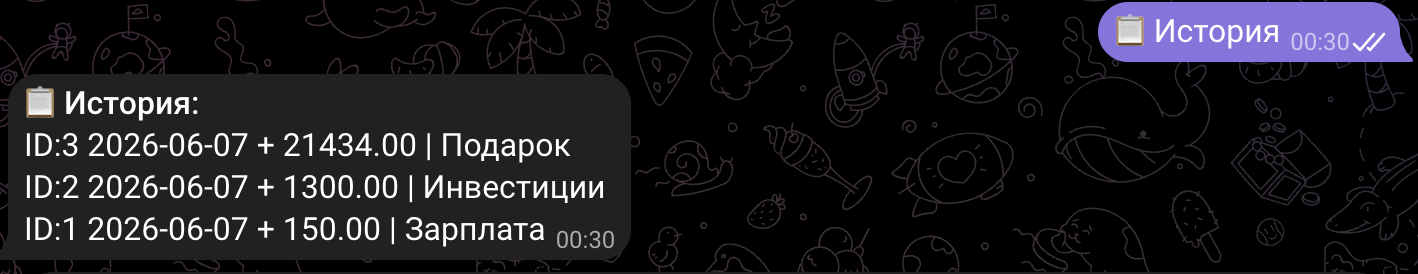 📋 История 00:30
📋 История:
ID:3 2026-06-07 + 21434.00 | Подарок
ID:2 2026-06-07 + 1300.00 | Инвестиции
ID:1 2026-06-07 + 150.00 | Зарплата 00:30